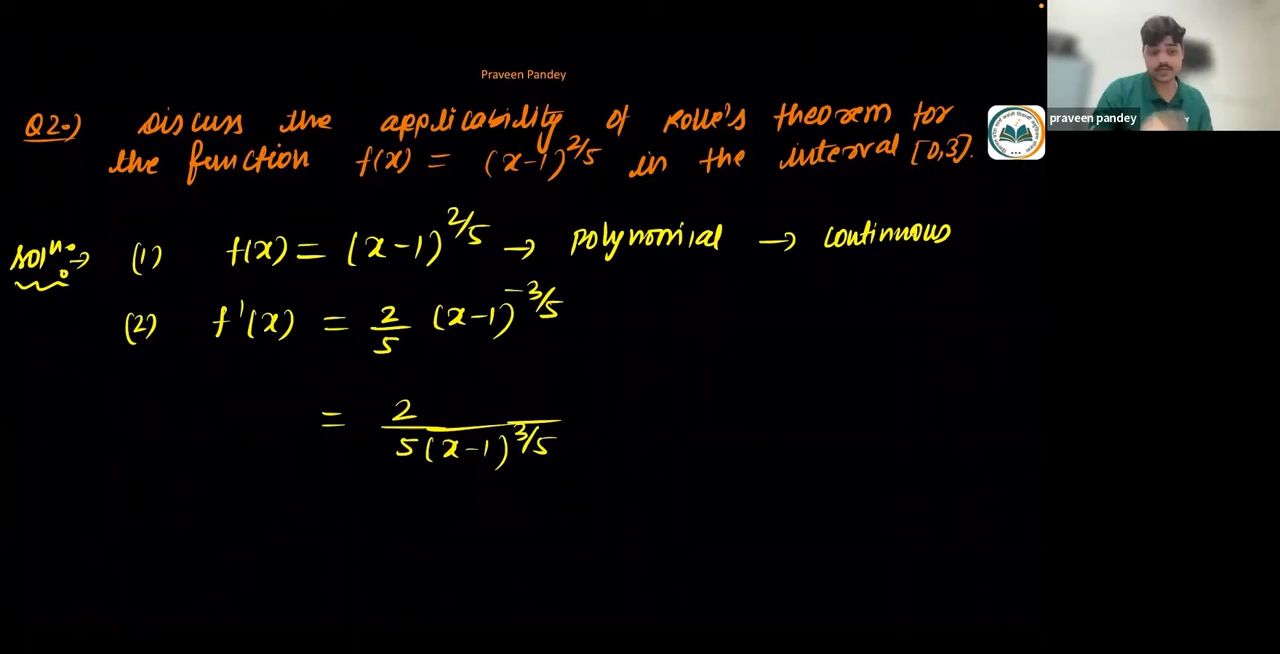 Praveen Pandey
Q2.) Discuss the applicability of Rolle's theorem for
the function f(x) = (x-1)^2/5 in the interval [0,3].
praveen pandey
Solⁿ: → (1) f(x) = (x-1)^2/5 → polynomial → continuous
(2) f'(x) = 2/5 (x-1)^-3/5
= 2/5(x-1)^3/5